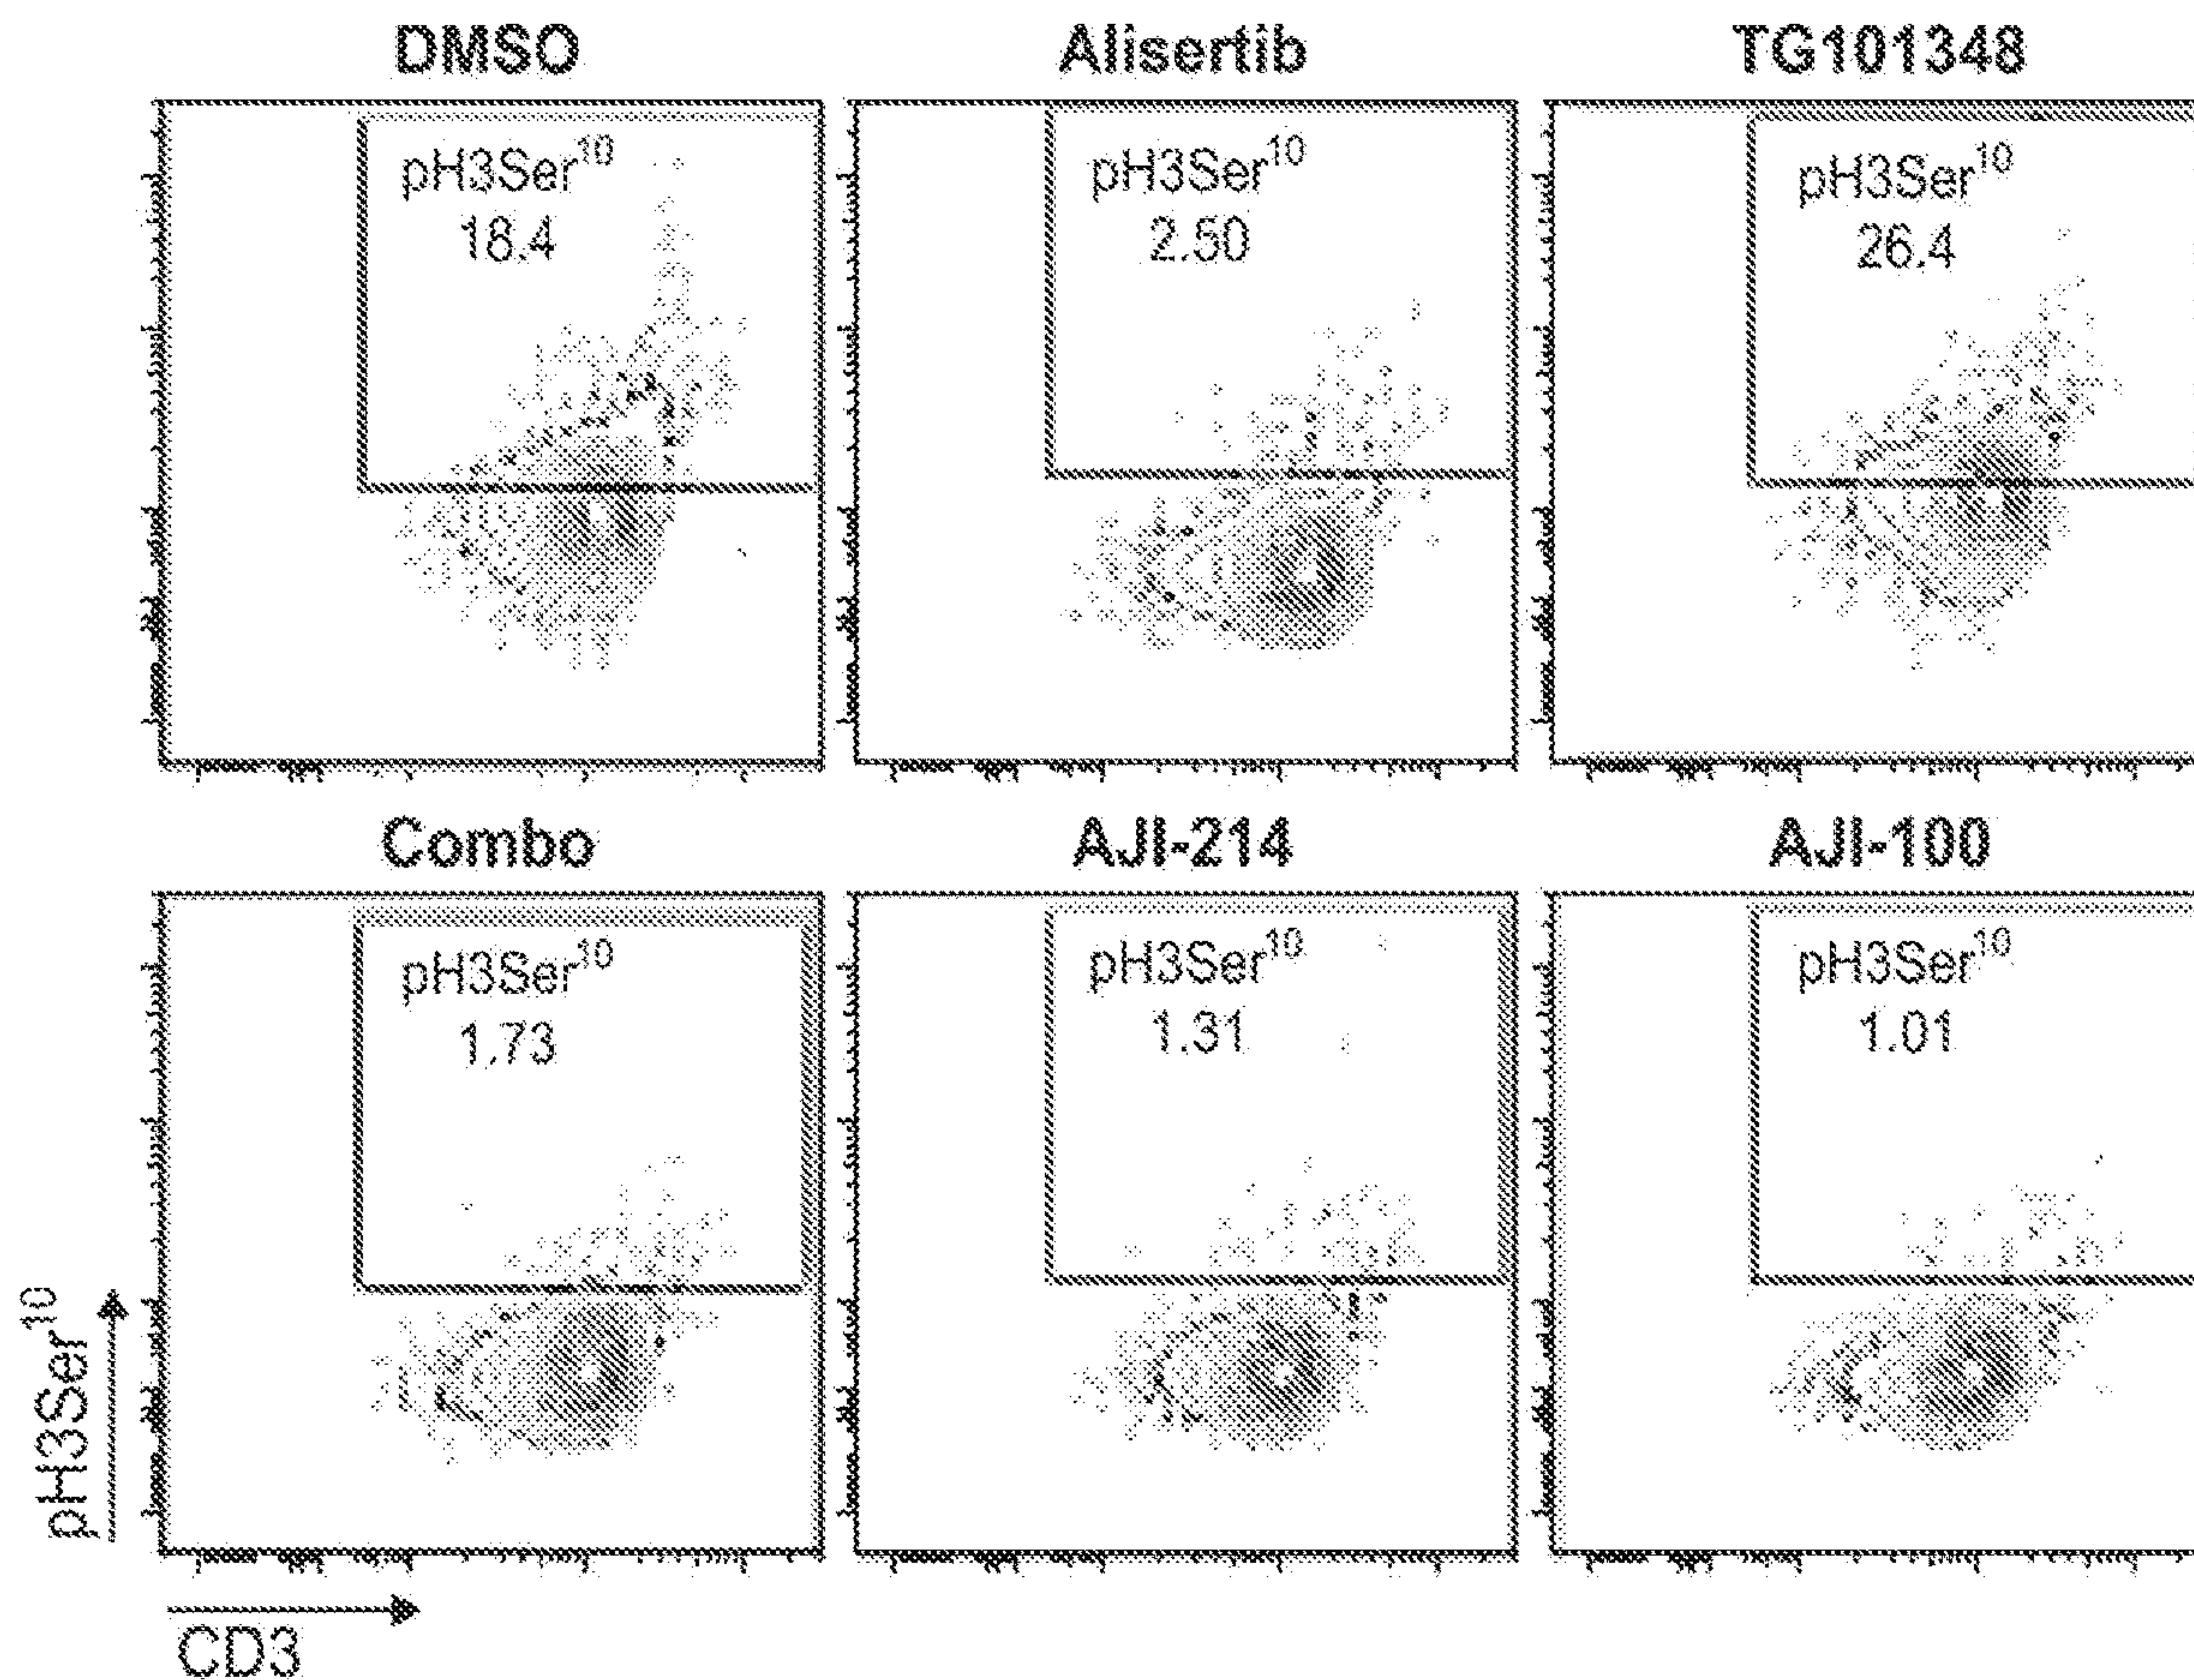 DMSO
Alisertib
TG101348
pH3Ser¹⁰
18.4
pH3Ser¹⁰
2.50
pH3Ser¹⁰
26.4
Combo
AJI-214
AJI-100
pH3Ser¹⁰
1.73
pH3Ser¹⁰
1.31
pH3Ser¹⁰
1.01
pH3Ser¹⁰
CD3